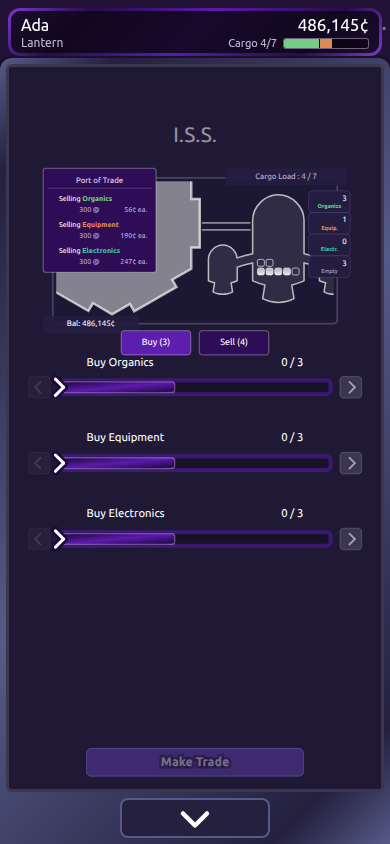 Ada
486,145¢
Lantern
Cargo 4/7
I.S.S.
Port of Trade
Selling Organics
300 @ 56¢ ea.
Selling Equipment
300 @ 190¢ ea.
Selling Electronics
300 @ 247¢ ea.
Cargo Load : 4 / 7
3
Organics
1
Equip.
0
Electr.
3
Empty
Bal: 486,145¢
Buy (3)
Sell (4)
Buy Organics 0 / 3
Buy Equipment 0 / 3
Buy Electronics 0 / 3
Make Trade